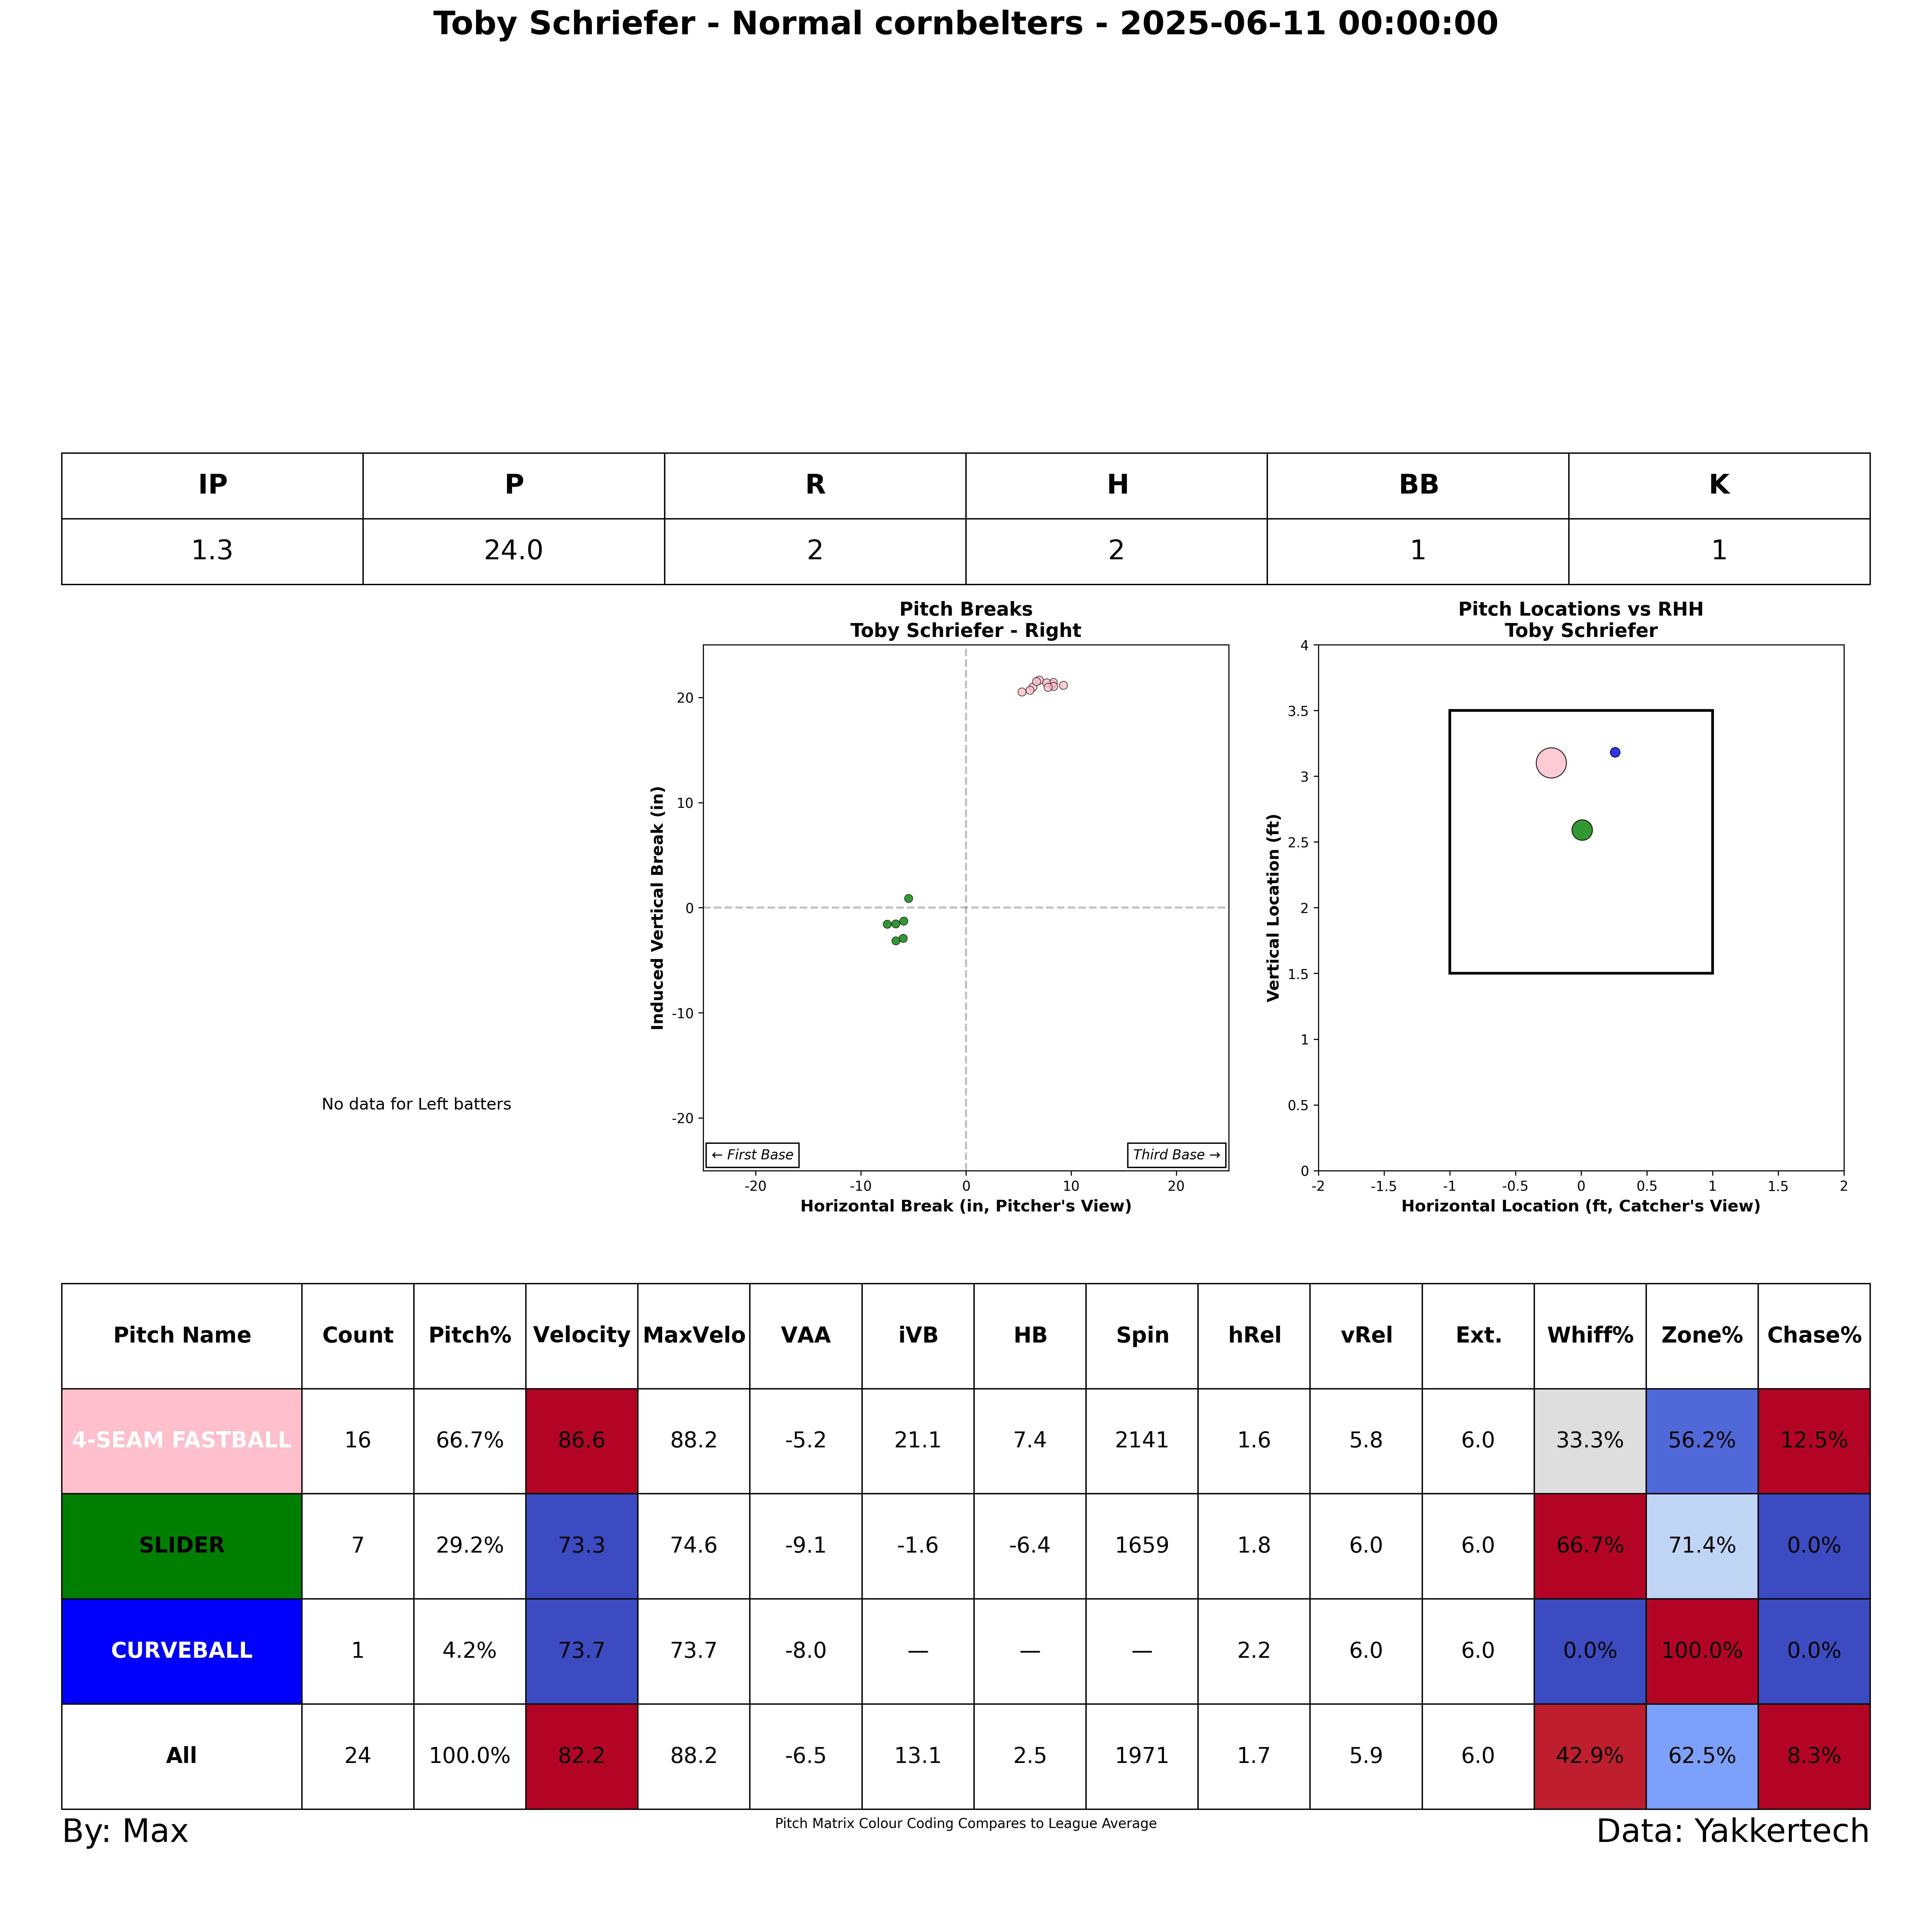 Toby Schriefer - Normal cornbelters - 2025-06-11 00:00:00
IP P R H BB K
1.3 24.0 2 2 1 1
No data for Left batters
Pitch Breaks
Toby Schriefer - Right
Induced Vertical Break (in)
20
10
0
-10
-20
← First Base
Third Base →
-20 -10 0 10 20
Horizontal Break (in, Pitcher's View)
Pitch Locations vs RHH
Toby Schriefer
Vertical Location (ft)
4
3.5
3
2.5
2
1.5
1
0.5
0
-2 -1.5 -1 -0.5 0 0.5 1 1.5 2
Horizontal Location (ft, Catcher's View)
Pitch Name Count Pitch% Velocity MaxVelo VAA iVB HB Spin hRel vRel Ext. Whiff% Zone% Chase%
4-SEAM FASTBALL 16 66.7% 86.6 88.2 -5.2 21.1 7.4 2141 1.6 5.8 6.0 33.3% 56.2% 12.5%
SLIDER 7 29.2% 73.3 74.6 -9.1 -1.6 -6.4 1659 1.8 6.0 6.0 66.7% 71.4% 0.0%
CURVEBALL 1 4.2% 73.7 73.7 -8.0 — — — 2.2 6.0 6.0 0.0% 100.0% 0.0%
All 24 100.0% 82.2 88.2 -6.5 13.1 2.5 1971 1.7 5.9 6.0 42.9% 62.5% 8.3%
By: Max
Pitch Matrix Colour Coding Compares to League Average
Data: Yakkertech